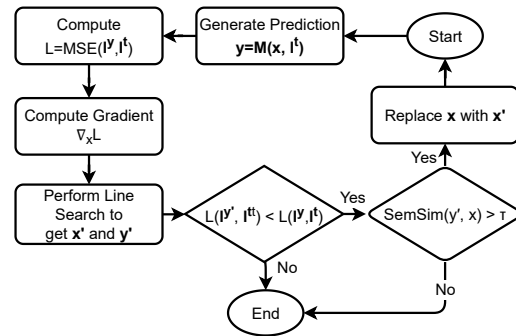 Compute
L=MSE(l^y,l^t)
Generate Prediction
y=M(x, l^t)
Start
Compute Gradient
∇ₓL
Replace x with x'
Perform Line
Search to
get x' and y'
L(l^y', l^tt) < L(l^y,l^t)
Yes
SemSim(y′, x) > τ
Yes
No
No
End